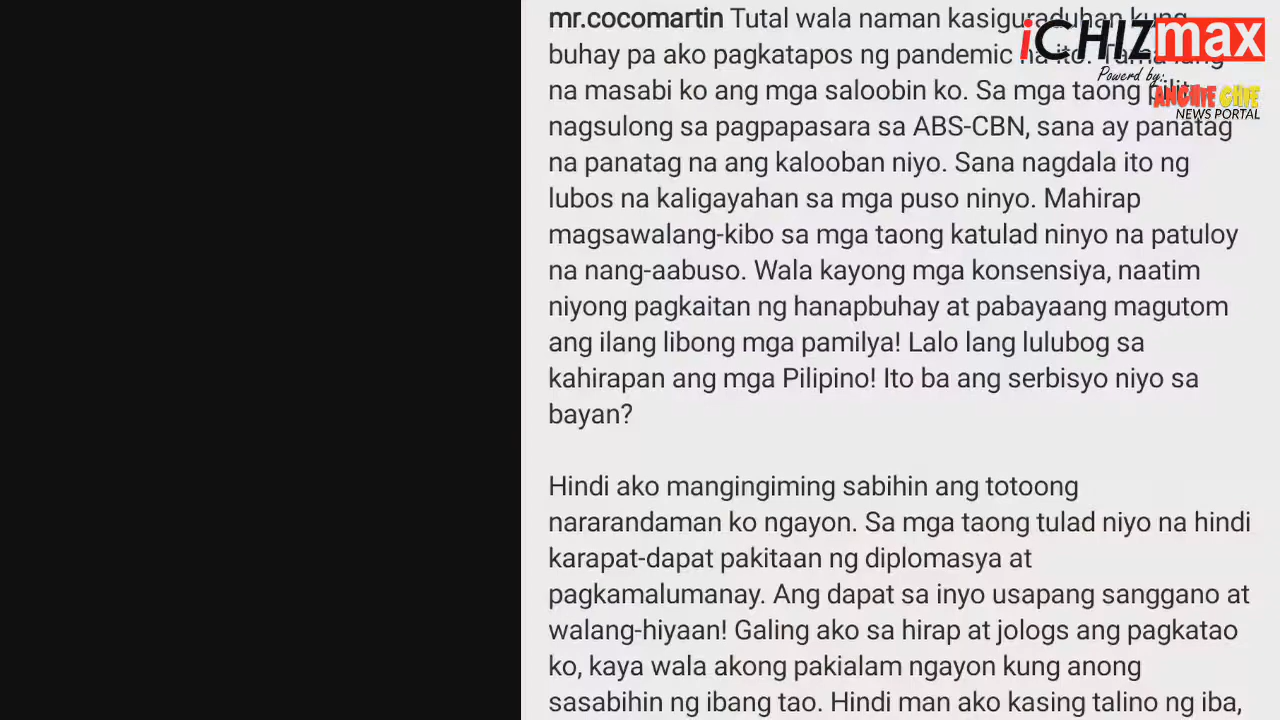 mr.cocomartin Tutal wala naman kasiguraduhan kung
buhay pa ako pagkatapos ng pandemic na ito. Tama lang
na masabi ko ang mga saloobin ko. Sa mga taong pilit
nagsulong sa pagpapasara sa ABS-CBN, sana ay panatag
na panatag na ang kalooban niyo. Sana nagdala ito ng
lubos na kaligayahan sa mga puso ninyo. Mahirap
magsawalang-kibo sa mga taong katulad ninyo na patuloy
na nang-aabuso. Wala kayong mga konsensiya, naatim
niyong pagkaitan ng hanapbuhay at pabayaang magutom
ang ilang libong mga pamilya! Lalo lang lulubog sa
kahirapan ang mga Pilipino! Ito ba ang serbisyo niyo sa
bayan?
Hindi ako mangingiming sabihin ang totoong
nararandaman ko ngayon. Sa mga taong tulad niyo na hindi
karapat-dapat pakitaan ng diplomasya at
pagkamalumanay. Ang dapat sa inyo usapang sanggano at
walang-hiyaan! Galing ako sa hirap at jologs ang pagkatao
ko, kaya wala akong pakialam ngayon kung anong
sasabihin ng ibang tao. Hindi man ako kasing talino ng iba,
iCHIZmax
Powerd by:
ANGHIE GHIE
NEWS PORTAL